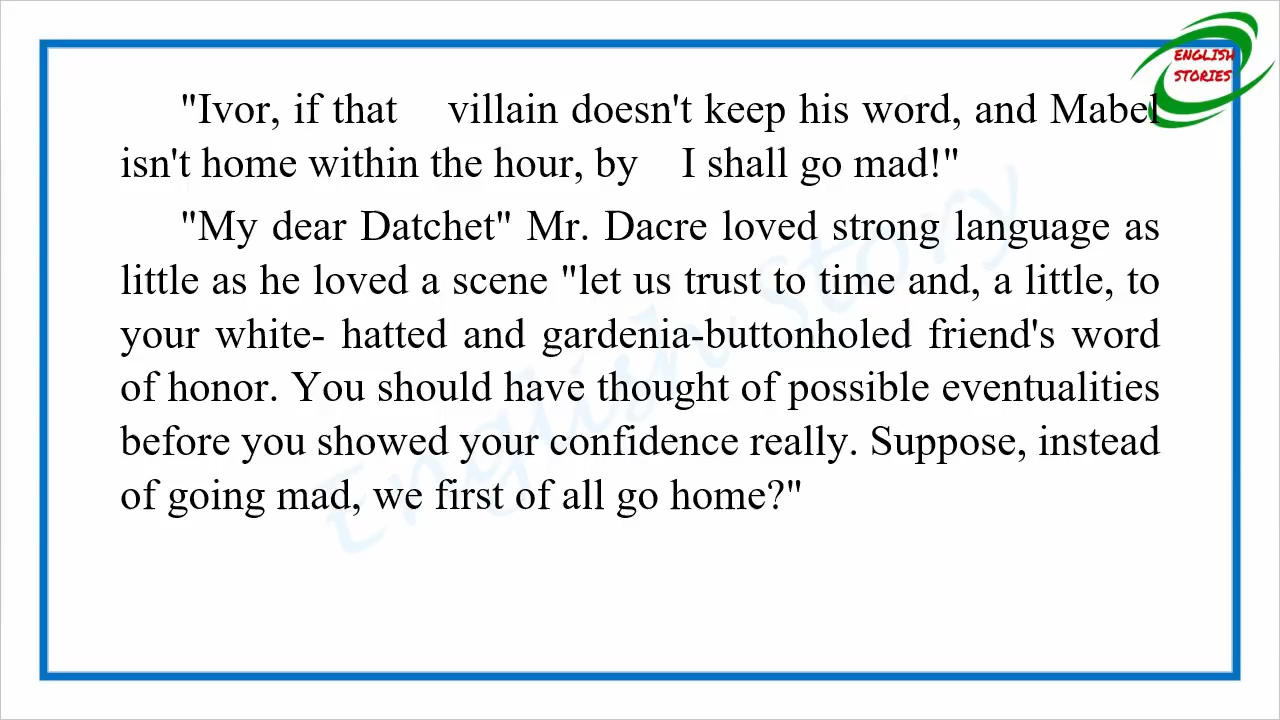 ENGLISH
STORIES
"Ivor, if that villain doesn't keep his word, and Mabel
isn't home within the hour, by I shall go mad!"
"My dear Datchet" Mr. Dacre loved strong language as
little as he loved a scene "let us trust to time and, a little, to
your white- hatted and gardenia-buttonholed friend's word
of honor. You should have thought of possible eventualities
before you showed your confidence really. Suppose, instead
of going mad, we first of all go home?"
English Story